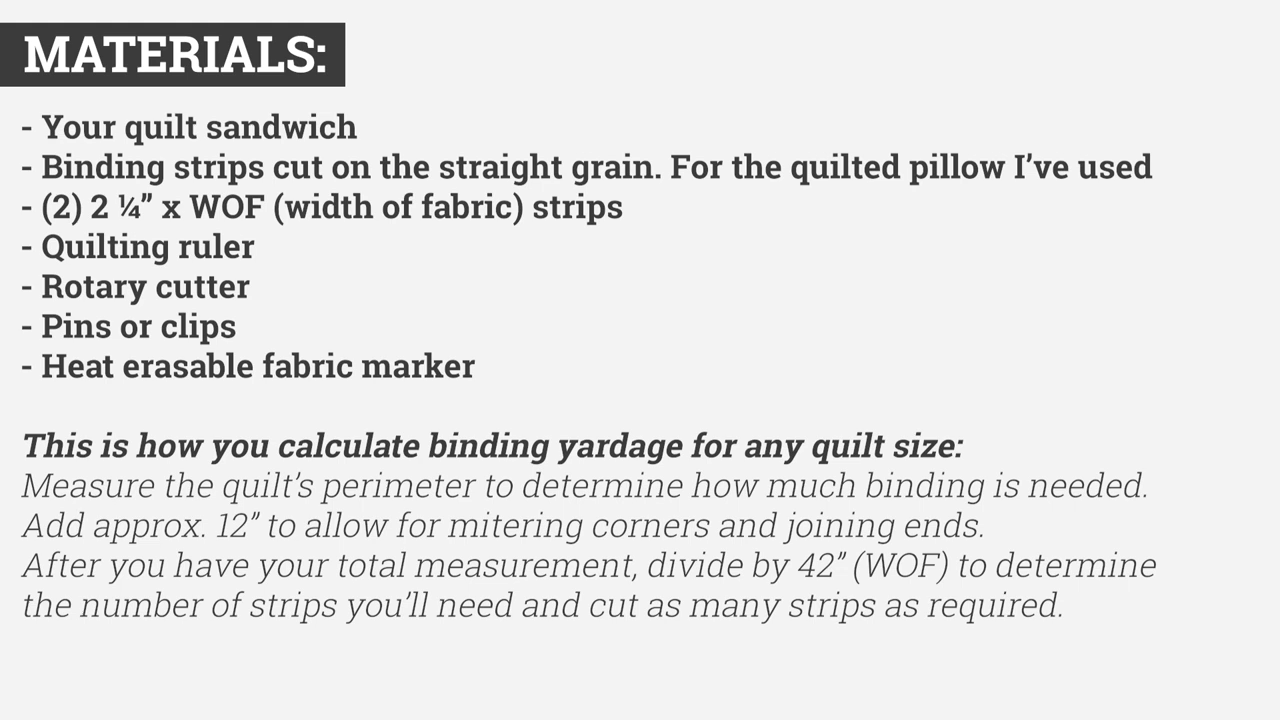 MATERIALS:
- Your quilt sandwich
- Binding strips cut on the straight grain. For the quilted pillow I’ve used
- (2) 2 ¼” x WOF (width of fabric) strips
- Quilting ruler
- Rotary cutter
- Pins or clips
- Heat erasable fabric marker
This is how you calculate binding yardage for any quilt size:
Measure the quilt’s perimeter to determine how much binding is needed.
Add approx. 12” to allow for mitering corners and joining ends.
After you have your total measurement, divide by 42” (WOF) to determine
the number of strips you’ll need and cut as many strips as required.